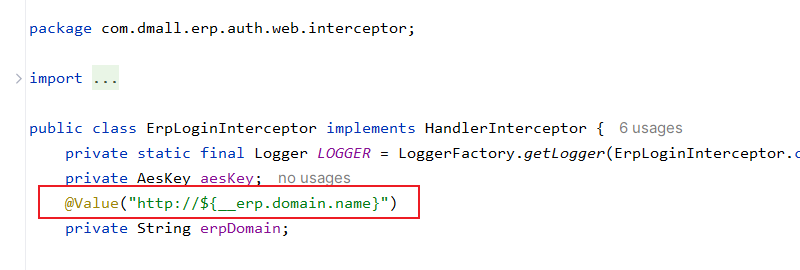 package com.dmall.erp.auth.web.interceptor;
import ...
public class ErpLoginInterceptor implements HandlerInterceptor { 6 usages
private static final Logger LOGGER = LoggerFactory.getLogger(ErpLoginInterceptor.c
private AesKey aesKey; no usages
@Value("http://${__erp.domain.name}")
private String erpDomain;